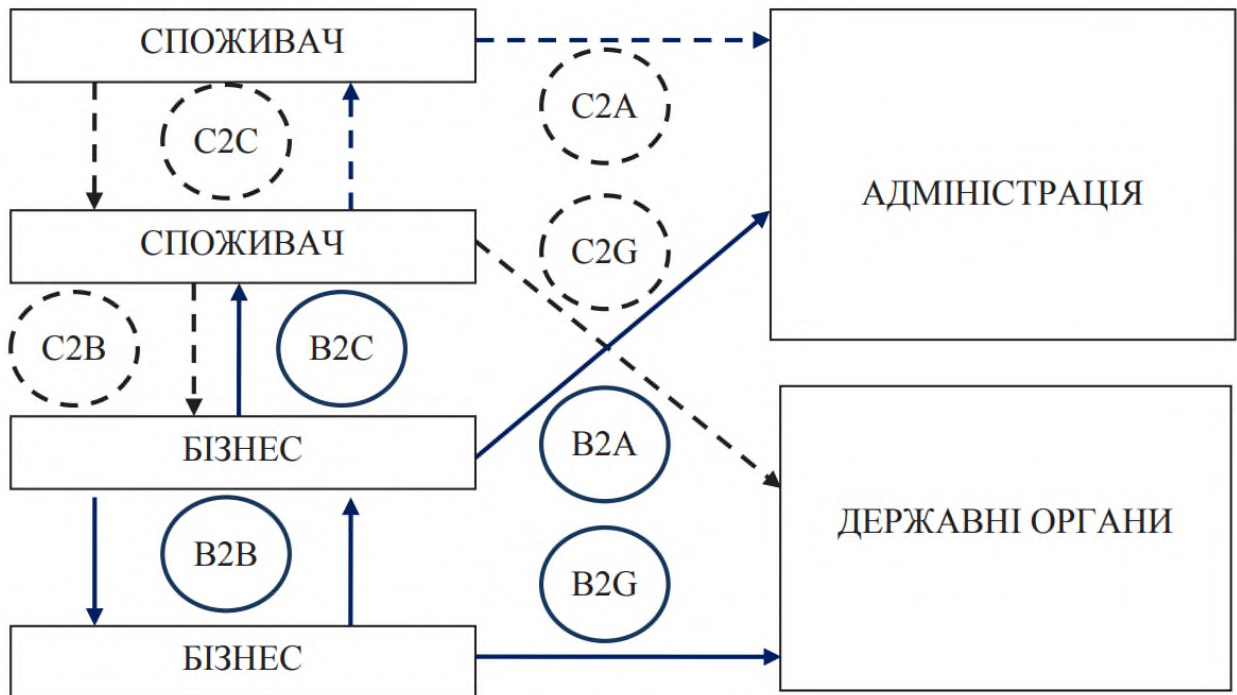 СПОЖИВАЧ
C2A
C2C
АДМІНІСТРАЦІЯ
СПОЖИВАЧ
C2G
C2B
B2C
БІЗНЕС
B2A
ДЕРЖАВНІ ОРГАНИ
B2B
B2G
БІЗНЕС